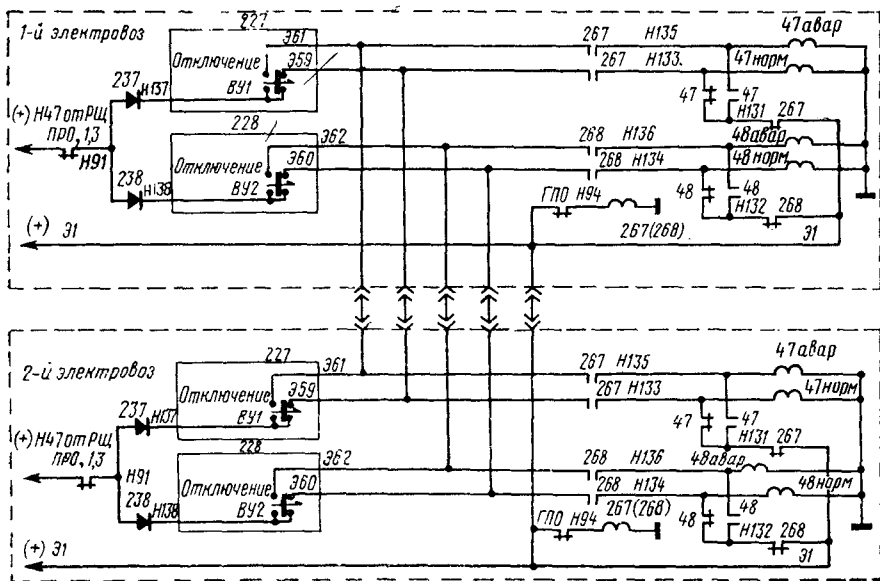 227
Э61
267 Н135
47авар
1-й электровоз
Отключение
Э59
267 Н133
47норм
237
Н137
ВУ1
47
47
Н131
267
(+) Н47 от РЩ
ПР0, 1,3
228
Э62
268 Н136
48авар
Н91
Отключение
Э60
268 Н134
48норм
238
Н138
ВУ2
48
48
ГПО Н94
Н132
268
(+) Э1
267(268)
Э1
227
Э61
267 Н135
47авар
2-й электровоз
Отключение
Э59
267 Н133
47норм
237
Н137
ВУ1
47
47
Н131
267
(+) Н47 от РЩ
ПР0, 1,3
228
Э62
268 Н136
48авар
Н91
Отключение
Э60
268 Н134
48норм
238
Н138
ВУ2
ГПО Н94
267(268)
48
48
Н132
268
(+) Э1
Э1